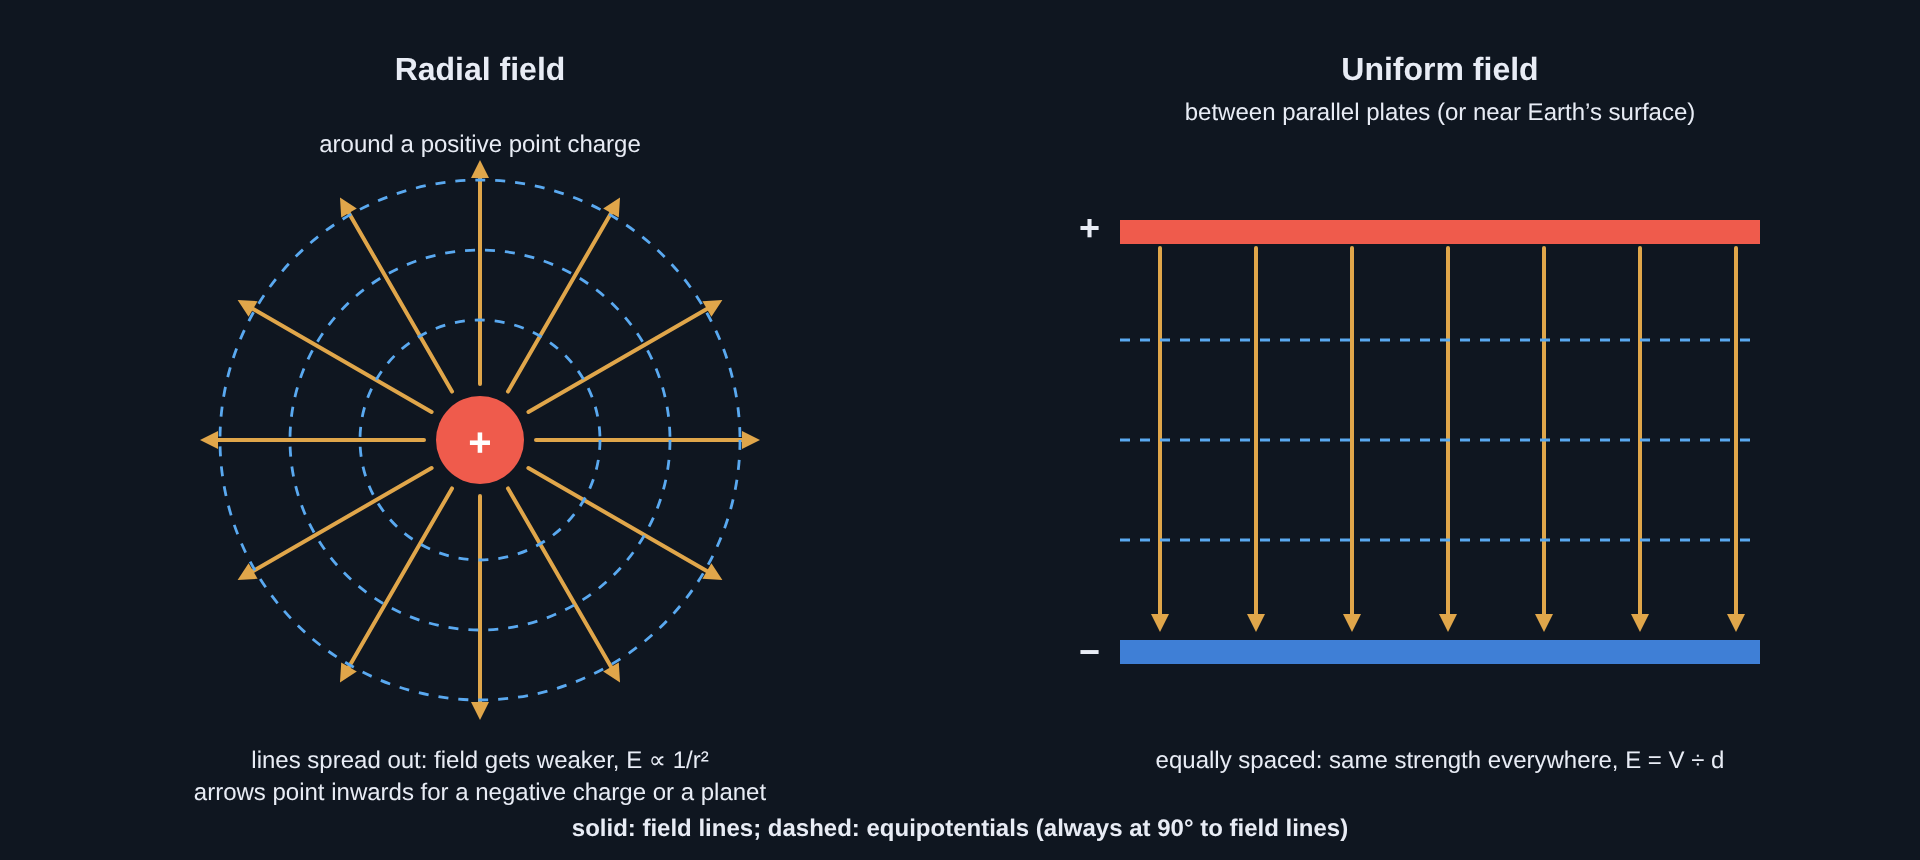 Radial field
around a positive point charge
+
lines spread out: field gets weaker, E ∝ 1/r²
arrows point inwards for a negative charge or a planet
Uniform field
between parallel plates (or near Earth’s surface)
+
−
equally spaced: same strength everywhere, E = V ÷ d
solid: field lines; dashed: equipotentials (always at 90° to field lines)